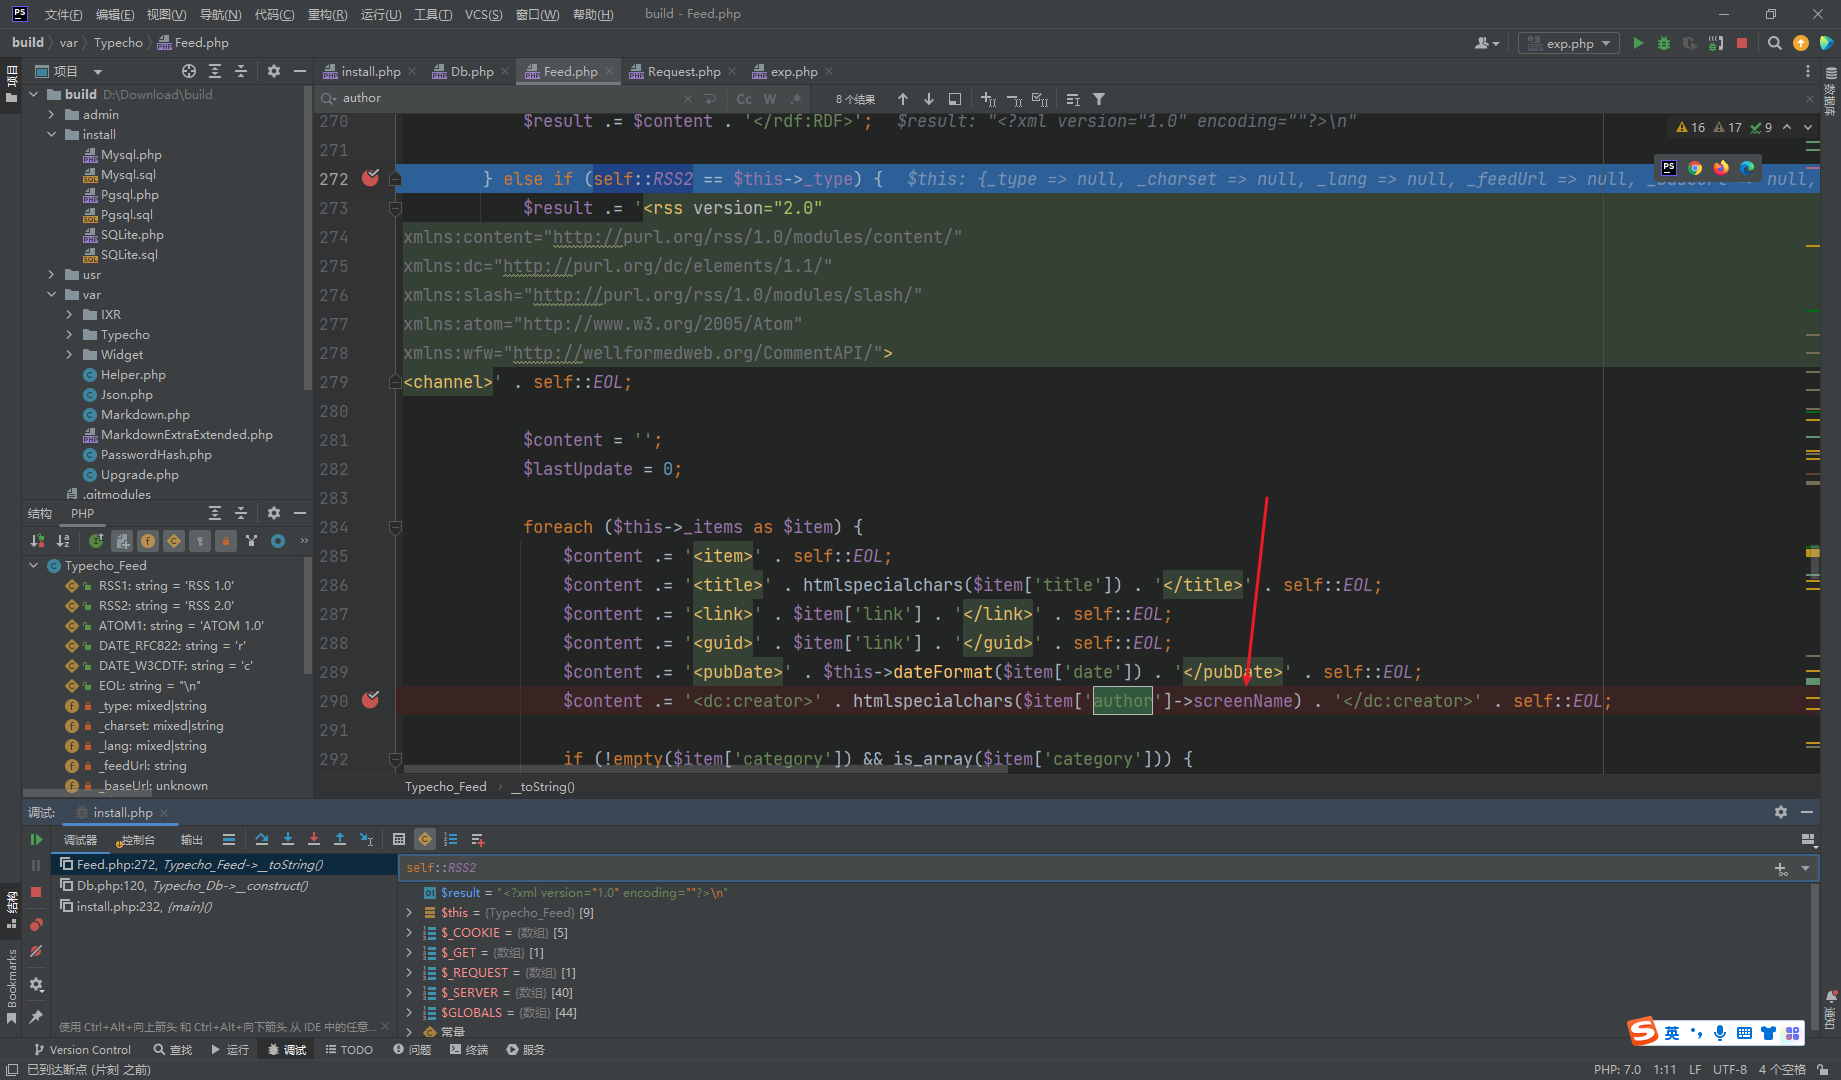 PS 文件(F) 编辑(E) 视图(V) 导航(N) 代码(C) 重构(R) 运行(U) 工具(T) VCS(S) 窗口(W) 帮助(H) build - Feed.php
build var Typecho Feed.php exp.php
项目 install.php Db.php Feed.php Request.php exp.php
build D:\Download\build
author Cc W .* 8 个结果
admin
install
Mysql.php
Mysql.sql
Pgsql.php
Pgsql.sql
SQLite.php
SQLite.sql
usr
var
IXR
Typecho
Widget
Helper.php
Json.php
Markdown.php
MarkdownExtraExtended.php
PasswordHash.php
Upgrade.php
.gitmodules
16 17 9
270 $result .= $content . '</rdf:RDF>'; $result: "<?xml version="1.0" encoding=""?>\n"
271
272 } else if (self::RSS2 == $this->_type) { $this: {_type => null, _charset => null, _lang => null, _feedUrl => null, _baseUrl => null,
273 $result .= '<rss version="2.0"
274 xmlns:content="http://purl.org/rss/1.0/modules/content/"
275 xmlns:dc="http://purl.org/dc/elements/1.1/"
276 xmlns:slash="http://purl.org/rss/1.0/modules/slash/"
277 xmlns:atom="http://www.w3.org/2005/Atom"
278 xmlns:wfw="http://wellformedweb.org/CommentAPI/">
279 <channel>' . self::EOL;
280
281 $content = '';
282 $lastUpdate = 0;
283
284 foreach ($this->_items as $item) {
285 $content .= '<item>' . self::EOL;
286 $content .= '<title>' . htmlspecialchars($item['title']) . '</title>' . self::EOL;
287 $content .= '<link>' . $item['link'] . '</link>' . self::EOL;
288 $content .= '<guid>' . $item['link'] . '</guid>' . self::EOL;
289 $content .= '<pubDate>' . $this->dateFormat($item['date']) . '</pubDate>' . self::EOL;
290 $content .= '<dc:creator>' . htmlspecialchars($item['author']->screenName) . '</dc:creator>' . self::EOL;
291
292 if (!empty($item['category']) && is_array($item['category'])) {
Typecho_Feed __toString()
结构 PHP
Typecho_Feed
RSS1: string = 'RSS 1.0'
RSS2: string = 'RSS 2.0'
ATOM1: string = 'ATOM 1.0'
DATE_RFC822: string = 'r'
DATE_W3CDTF: string = 'c'
EOL: string = "\n"
_type: mixed|string
_charset: mixed|string
_lang: mixed|string
_feedUrl: string
_baseUrl: unknown
调试: install.php
调试器 控制台 输出
Feed.php:272, Typecho_Feed->__toString()
Db.php:120, Typecho_Db->__construct()
install.php:232, {main}()
使用 Ctrl+Alt+向上箭头 和 Ctrl+Alt+向下箭头 从 IDE 中的任意...
self::RSS2
$result = "<?xml version="1.0" encoding=""?>\n"
$this = {Typecho_Feed} [9]
$_COOKIE = {数组} [5]
$_GET = {数组} [1]
$_REQUEST = {数组} [1]
$_SERVER = {数组} [40]
$GLOBALS = {数组} [44]
常量
项目
结构
Bookmarks
数据库
通知
S 英
Version Control 查找 运行 调试 TODO 问题 终端 服务
已到达断点 (片刻 之前) PHP: 7.0 1:11 LF UTF-8 4 个空格